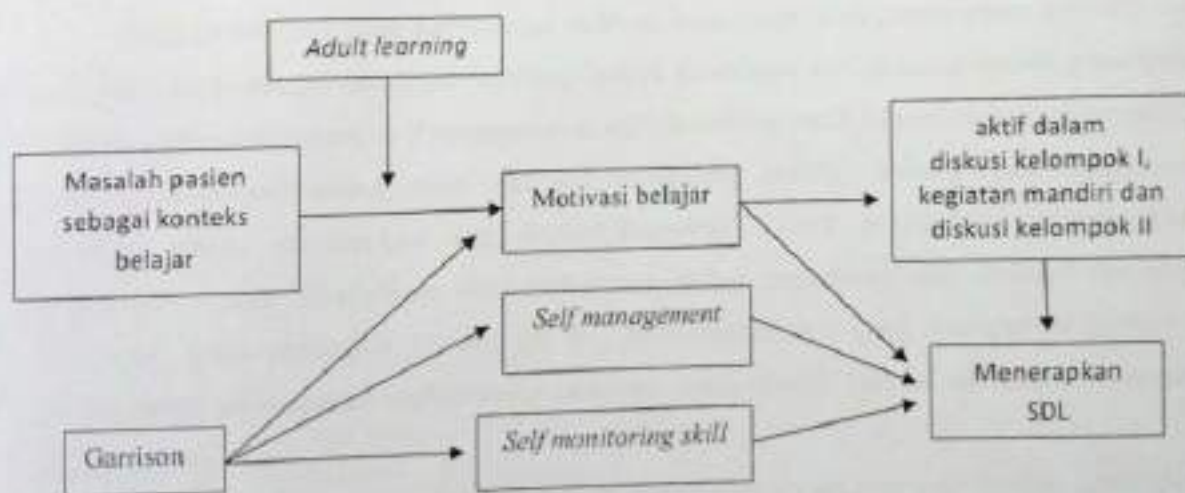 Adult learning
Masalah pasien
sebagai konteks
belajar
Motivasi belajar
aktif dalam
diskusi kelompok I,
kegiatan mandiri dan
diskusi kelompok II
Self management
Menerapkan
SDL
Garrison
Self monitoring skill